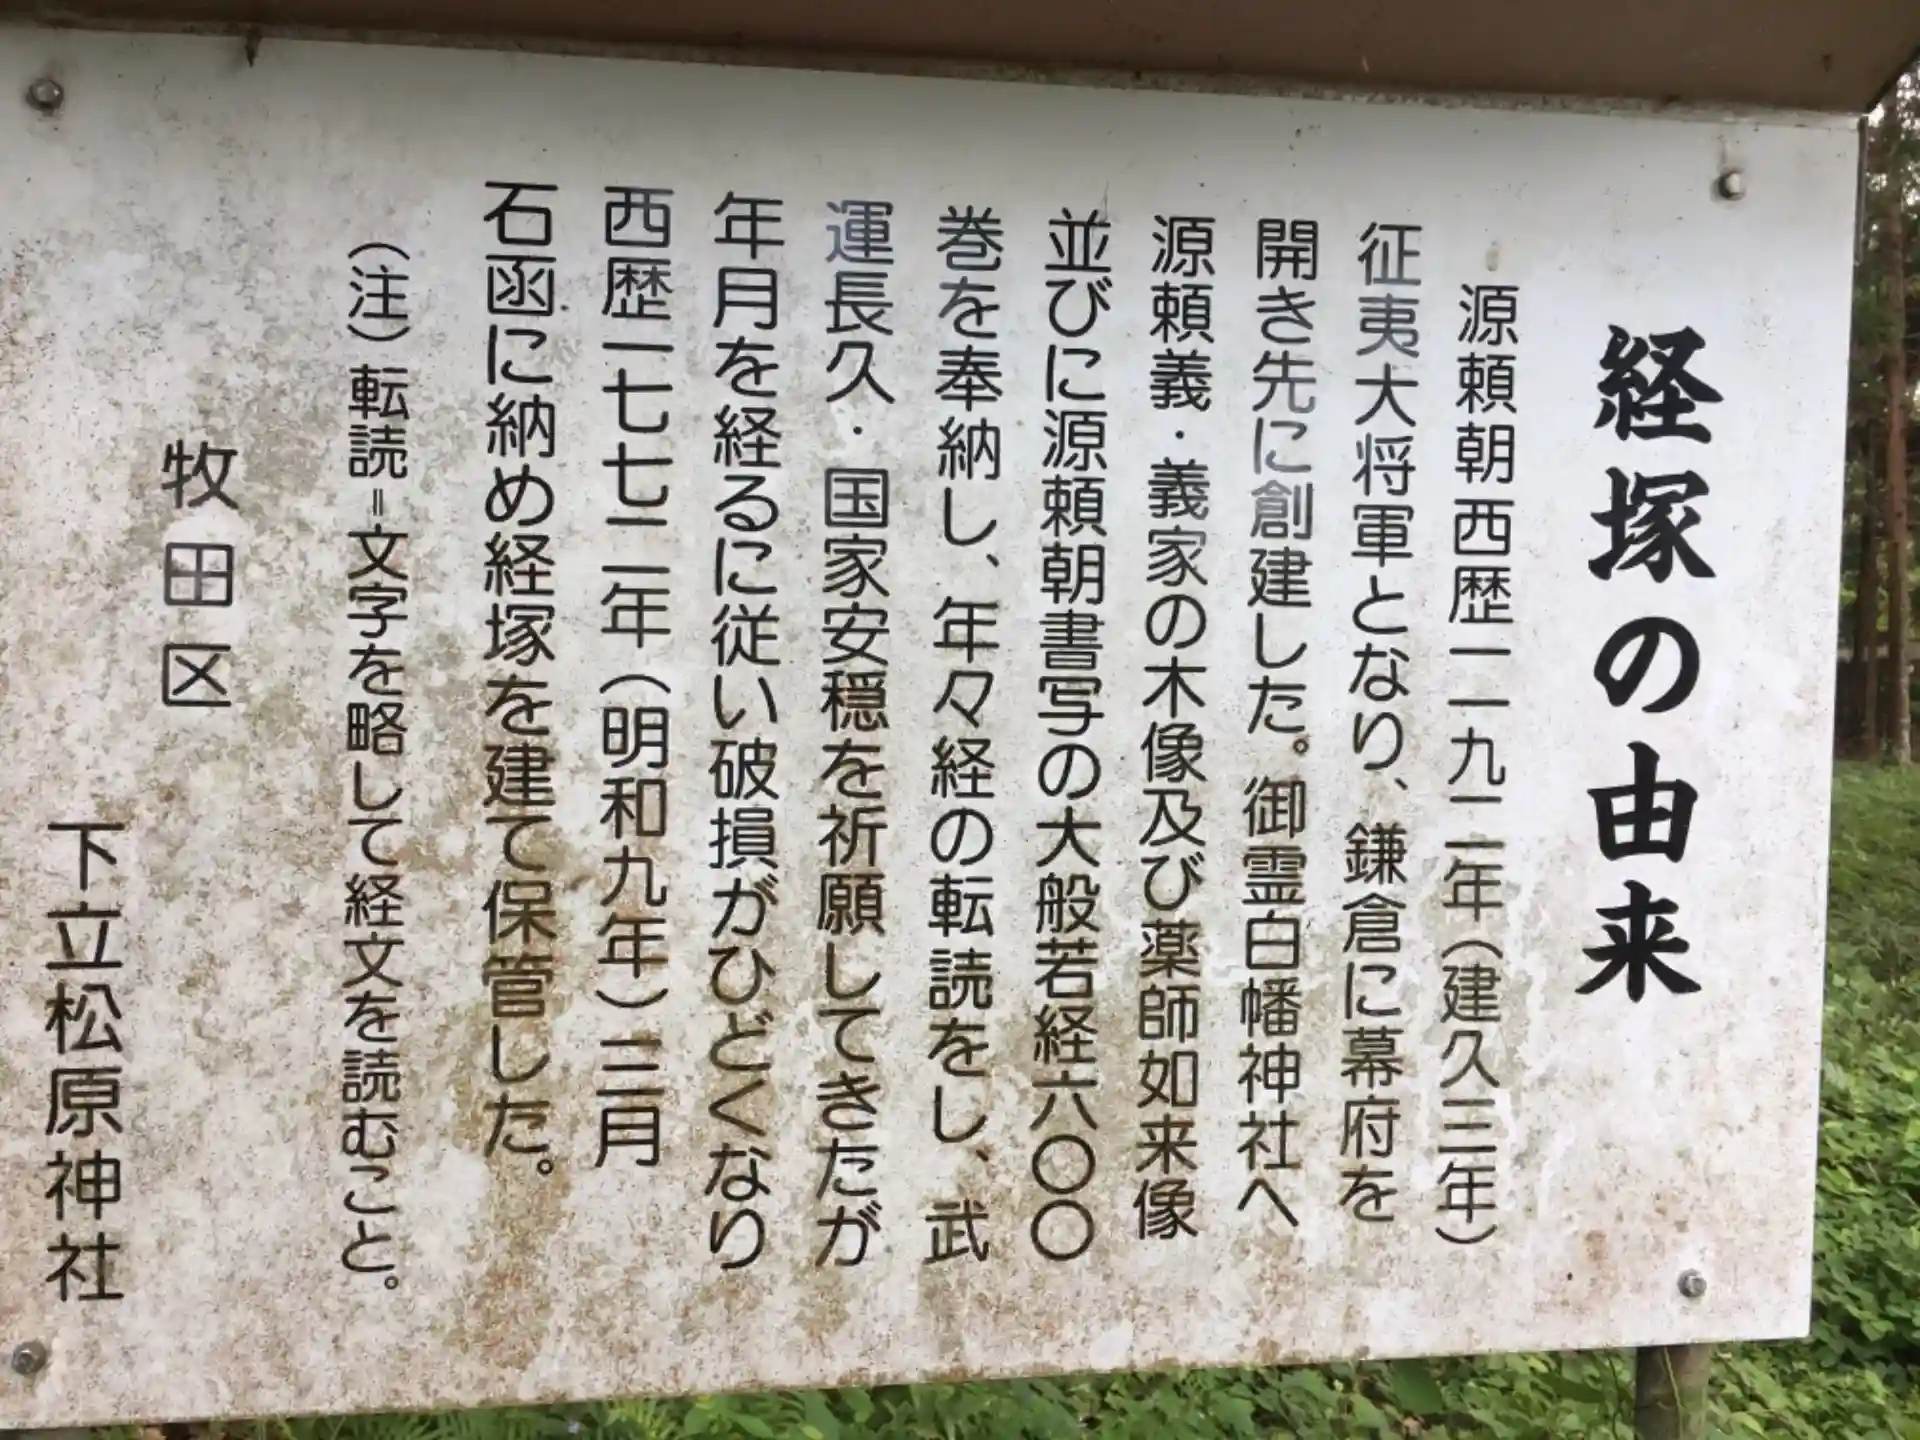 経塚の由来
源頼朝西歴一一九二年（建久三年）
征夷大将軍となり、鎌倉に幕府を
開き先に創建した。御霊白幡神社へ
源頼義・義家の木像及び薬師如来像
並びに源頼朝書写の大般若経六〇〇
巻を奉納し、年々経の転読をし、武
運長久・国家安穏を祈願してきたが
年月を経るに従い破損がひどくなり
西歴一七七二年（明和九年）三月
石函に納め経塚を建て保管した。
（注）転読＝文字を略して経文を読むこと。
牧田区
下立松原神社